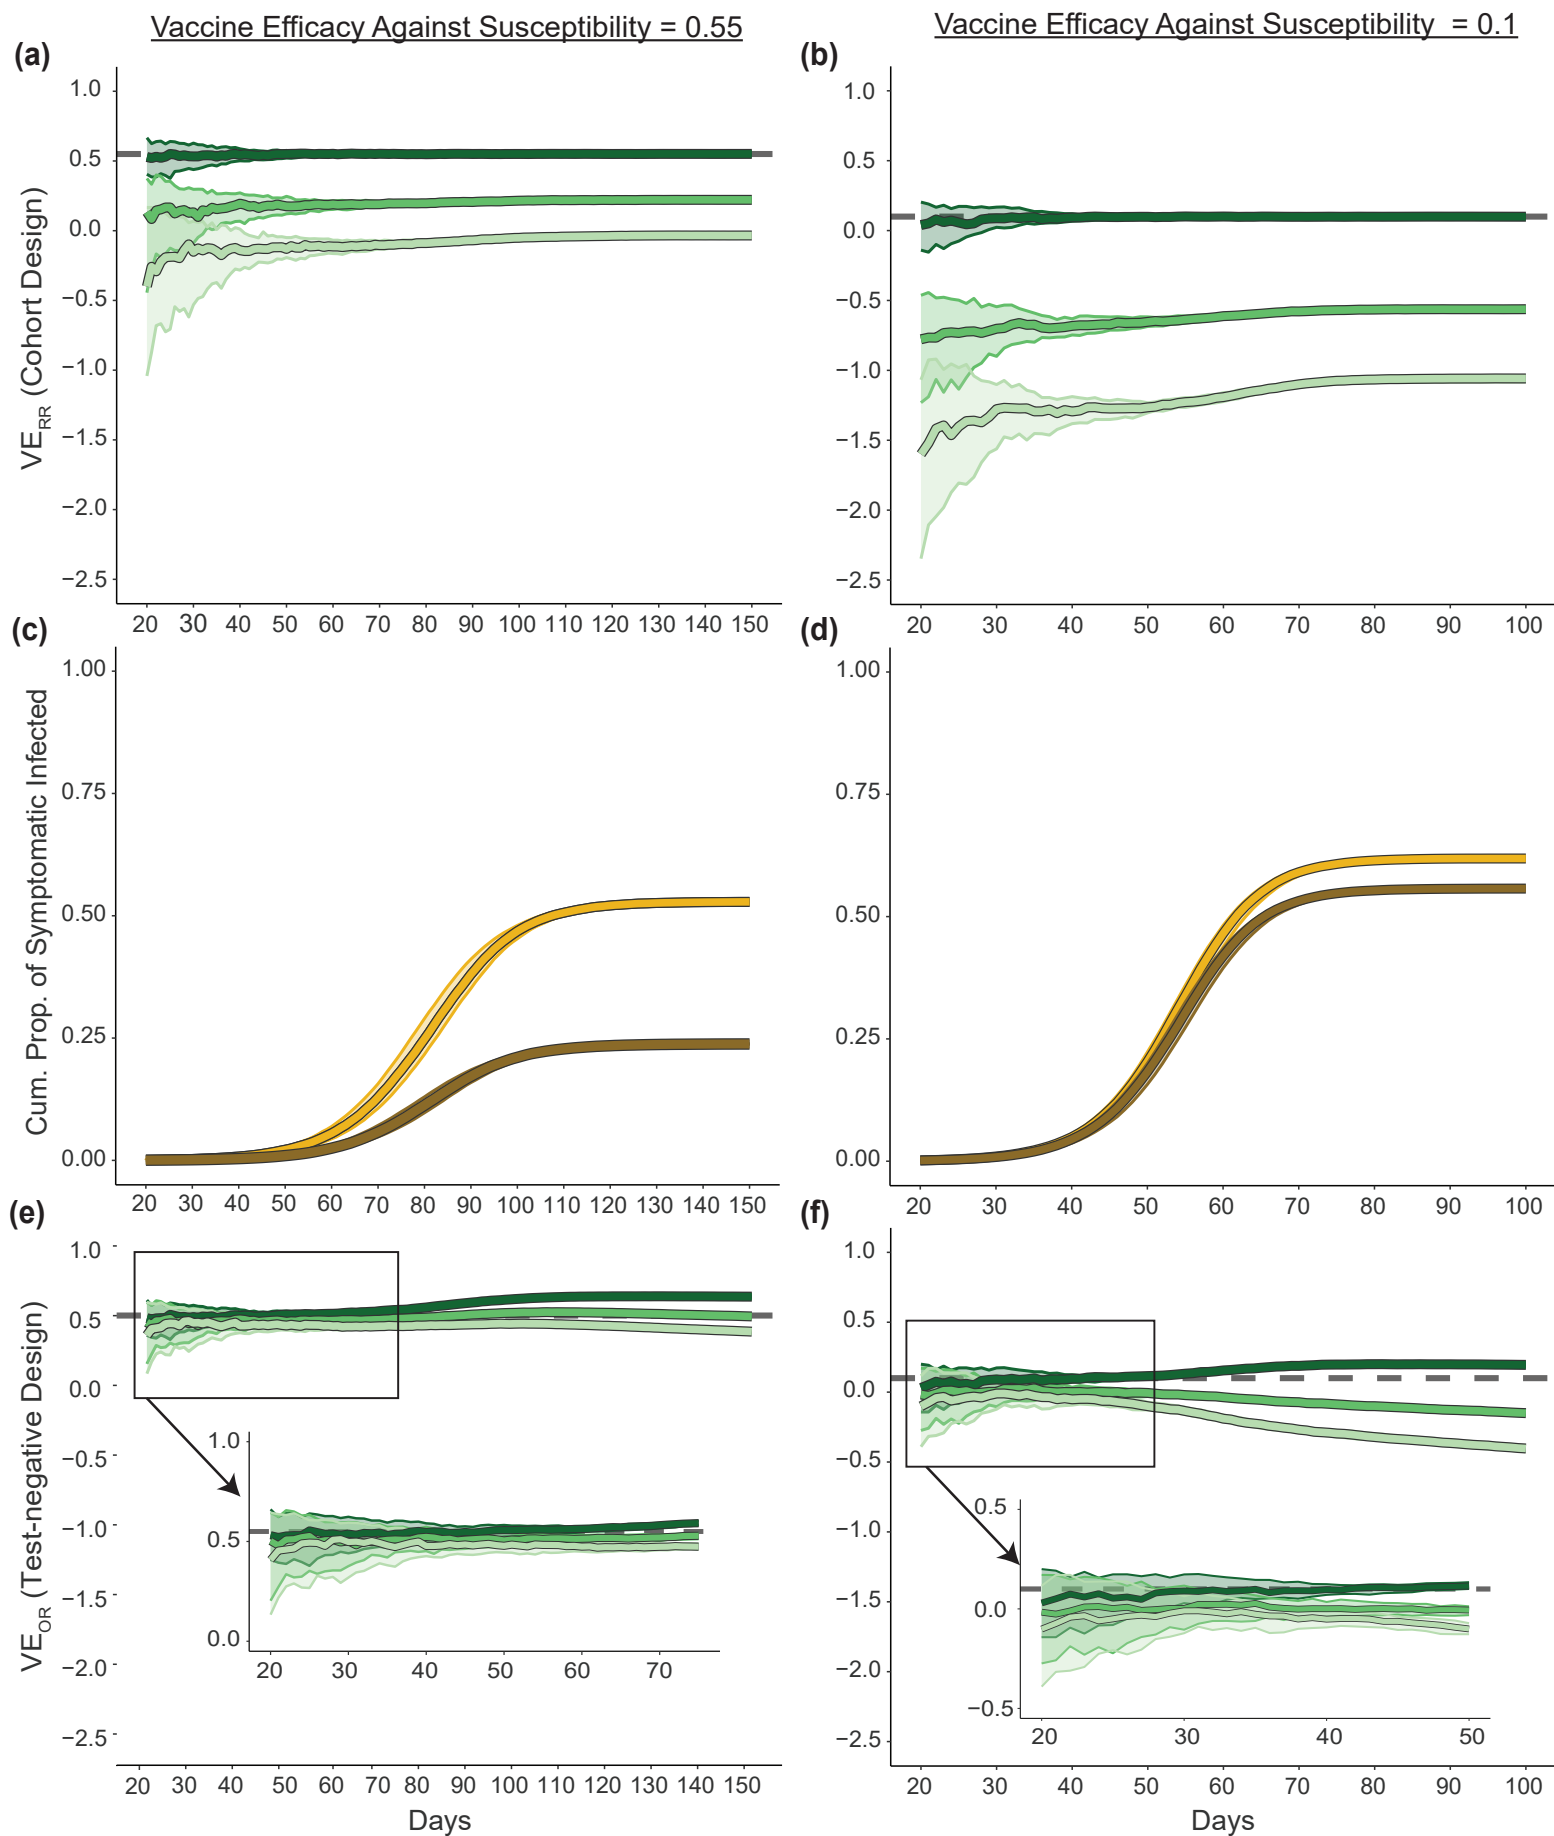 Vaccine Efficacy Against Susceptibility = 0.55
Vaccine Efficacy Against Susceptibility = 0.1
(a)
VE_RR (Cohort Design)
1.0
0.5
0.0
−0.5
−1.0
−1.5
−2.0
−2.5
20 30 40 50 60 70 80 90 100 110 120 130 140 150
(b)
1.0
0.5
0.0
−0.5
−1.0
−1.5
−2.0
−2.5
20 30 40 50 60 70 80 90 100
(c)
Cum. Prop. of Symptomatic Infected
1.00
0.75
0.50
0.25
0.00
20 30 40 50 60 70 80 90 100 110 120 130 140 150
(d)
1.00
0.75
0.50
0.25
0.00
20 30 40 50 60 70 80 90 100
(e)
VE_OR (Test-negative Design)
1.0
0.5
0.0
−0.5
−1.0
−1.5
−2.0
−2.5
1.0
0.5
0.0
20 30 40 50 60 70
20 30 40 50 60 70 80 90 100 110 120 130 140 150
Days
(f)
1.0
0.5
0.0
−0.5
−1.0
−1.5
−2.0
−2.5
0.5
0.0
−0.5
20 30 40 50
20 30 40 50 60 70 80 90 100
Days